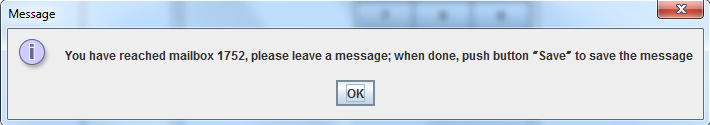 Message
You have reached mailbox 1752, please leave a message; when done, push button “Save” to save the message
OK